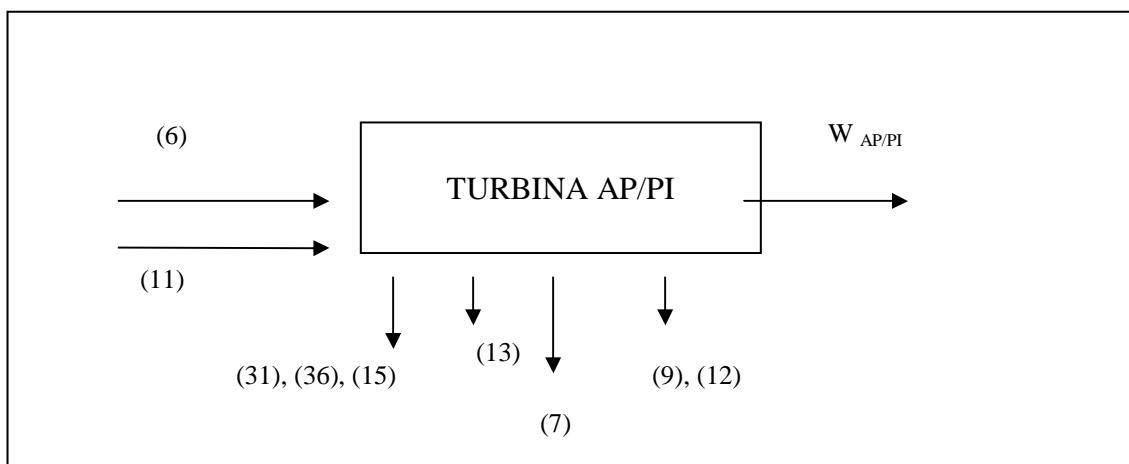 (6)
W AP/PI
TURBINA AP/PI
(11)
(13)
(31), (36), (15)
(9), (12)
(7)